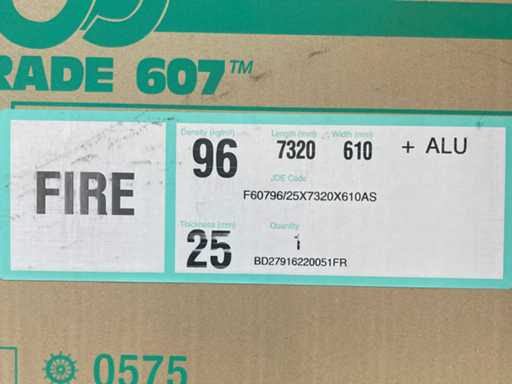 RADE 607™
FIRE
Density (kg/m³) Length (mm) Width (mm)
96 7320 610 + ALU
JDE Code
F60796/25X7320X610AS
Thickness (mm) Quantity
25 1
BD27916220051FR
0575